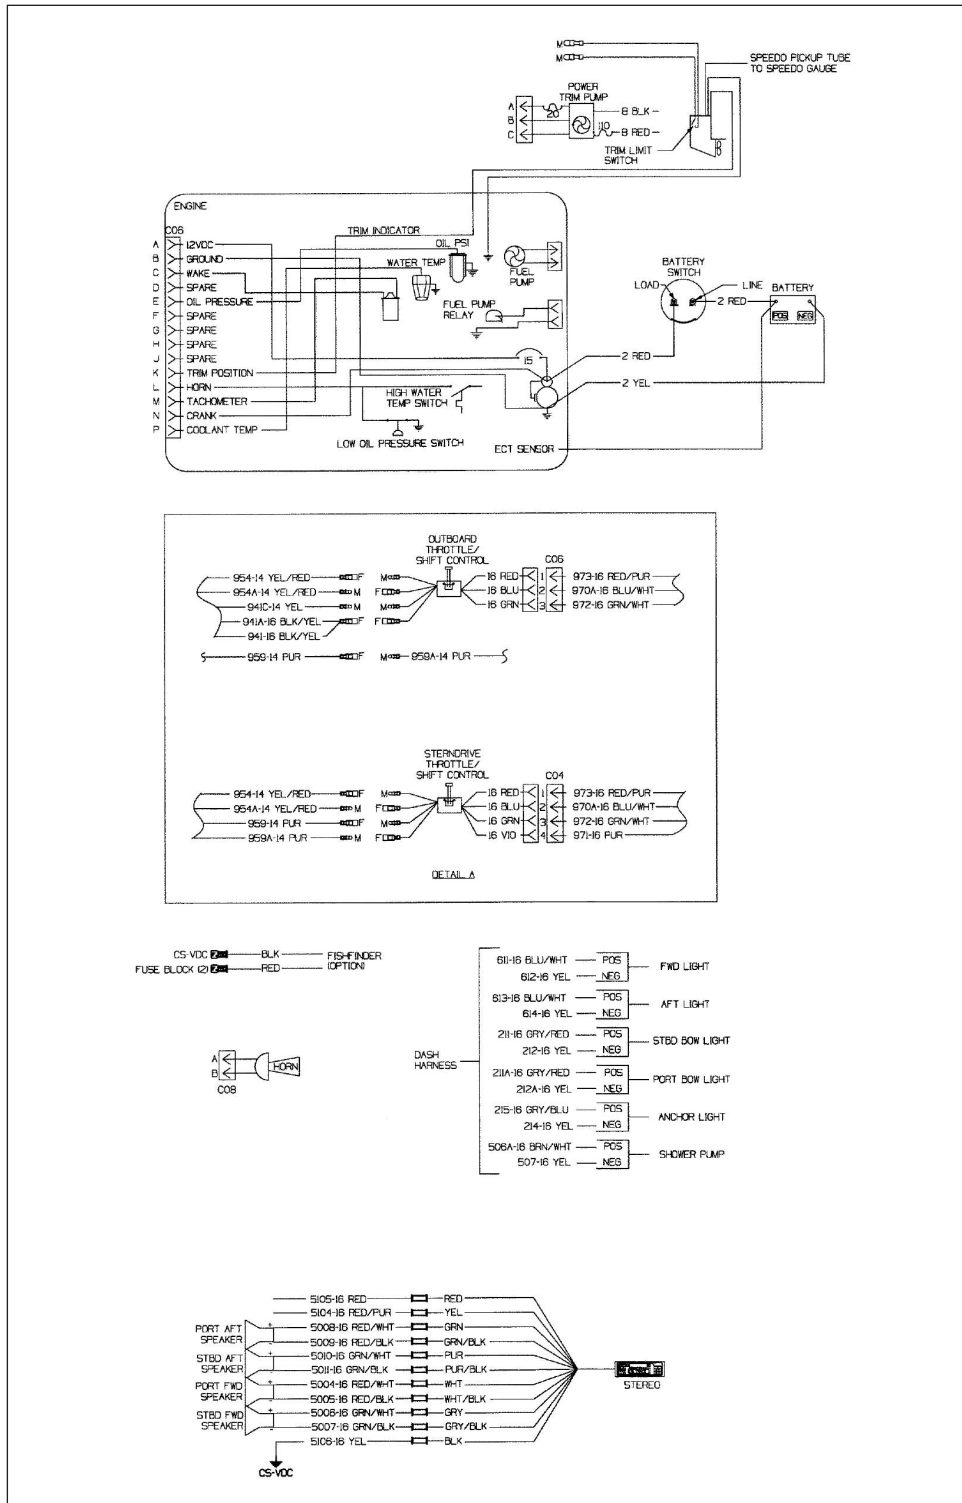 M
M
SPEEDO PICKUP TUBE
TO SPEEDO GAUGE
POWER
TRIM PUMP
A
B
C
20
110
8 BLK
8 RED
TRIM LIMIT
SWITCH
ENGINE
C06
TRIM INDICATOR
A 12VDC
B GROUND
C WAKE
D SPARE
E OIL PRESSURE
F SPARE
G SPARE
H SPARE
J SPARE
K TRIM POSITION
L HORN
M TACHOMETER
N CRANK
P COOLANT TEMP
OIL PSI
WATER TEMP
FUEL
PUMP
FUEL PUMP
RELAY
15
HIGH WATER
TEMP SWITCH
LOW OIL PRESSURE SWITCH
ECT SENSOR
BATTERY
SWITCH
LOAD
LINE
BATTERY
2 RED
POS
NEG
2 RED
2 YEL
OUTBOARD
THROTTLE/
SHIFT CONTROL
C06
954-14 YEL/RED F M 16 RED 1 973-16 RED/PUR
954A-14 YEL/RED M F 16 BLU 2 970A-16 BLU/WHT
941C-14 YEL M M 16 GRN 3 972-16 GRN/WHT
941A-16 BLK/YEL F F
941-16 BLK/YEL
959-14 PUR F M 959A-14 PUR
STERNDRIVE
THROTTLE/
SHIFT CONTROL
C04
954-14 YEL/RED F M 16 RED 1 973-16 RED/PUR
954A-14 YEL/RED M F 16 BLU 2 970A-16 BLU/WHT
959-14 PUR F M 16 GRN 3 972-16 GRN/WHT
959A-14 PUR M F 16 VIO 4 971-16 PUR
DETAIL A
CS-VDC BLK FISHFINDER
FUSE BLOCK (2) RED (OPTION)
A
B
HORN
C08
DASH
HARNESS
611-16 BLU/WHT POS
612-16 YEL NEG
FWD LIGHT
613-16 BLU/WHT POS
614-16 YEL NEG
AFT LIGHT
211-16 GRY/RED POS
212-16 YEL NEG
STBD BOW LIGHT
211A-16 GRY/RED POS
212A-16 YEL NEG
PORT BOW LIGHT
215-16 GRY/BLU POS
214-16 YEL NEG
ANCHOR LIGHT
506A-16 BRN/WHT POS
507-16 YEL NEG
SHOWER PUMP
5105-16 RED RED
5104-16 RED/PUR YEL
PORT AFT
SPEAKER
+ 5008-16 RED/WHT GRN
- 5009-16 RED/BLK GRN/BLK
STBD AFT
SPEAKER
+ 5010-16 GRN/WHT PUR
- 5011-16 GRN/BLK PUR/BLK
PORT FWD
SPEAKER
+ 5004-16 RED/WHT WHT
- 5005-16 RED/BLK WHT/BLK
STBD FWD
SPEAKER
+ 5006-16 GRN/WHT GRY
- 5007-16 GRN/BLK GRY/BLK
5106-16 YEL BLK
CS-VDC
STEREO